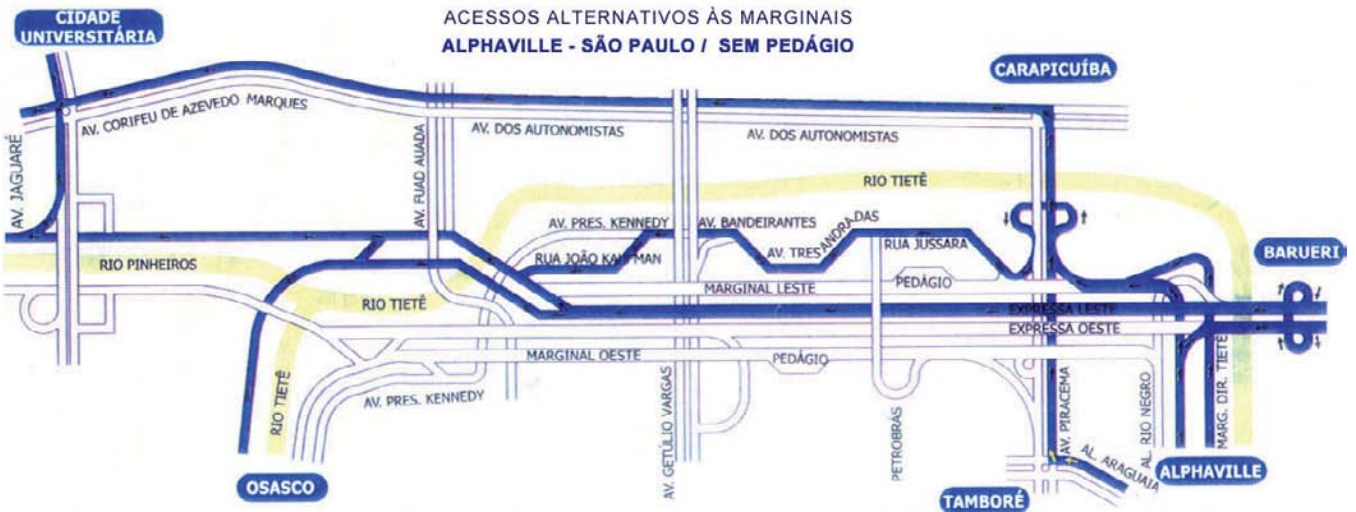 ACESSOS ALTERNATIVOS ÀS MARGINAIS
ALPHAVILLE - SÃO PAULO / SEM PEDÁGIO
CIDADE
UNIVERSITÁRIA
CARAPICUÍBA
AV. CORIFEU DE AZEVEDO MARQUES
AV. DOS AUTONOMISTAS
AV. DOS AUTONOMISTAS
AV. JAGUARÉ
AV. FUAD AUADA
RIO TIETÊ
AV. PRES. KENNEDY
AV. BANDEIRANTES
AV. TRES ANDRADAS
RUA JUSSARA
RIO PINHEIROS
RUA JOÃO KAUFMAN
BARUERI
MARGINAL LESTE
PEDÁGIO
RIO TIETÊ
EXPRESSA LESTE
EXPRESSA OESTE
MARGINAL OESTE
PEDÁGIO
RIO TIETÊ
AV. PRES. KENNEDY
AV. GETÚLIO VARGAS
PETROBRÁS
AV. PIRACEMA
AL. RIO NEGRO
MARG. DIR. TIETÊ
AL. ARAGUAIA
OSASCO
TAMBORÉ
ALPHAVILLE